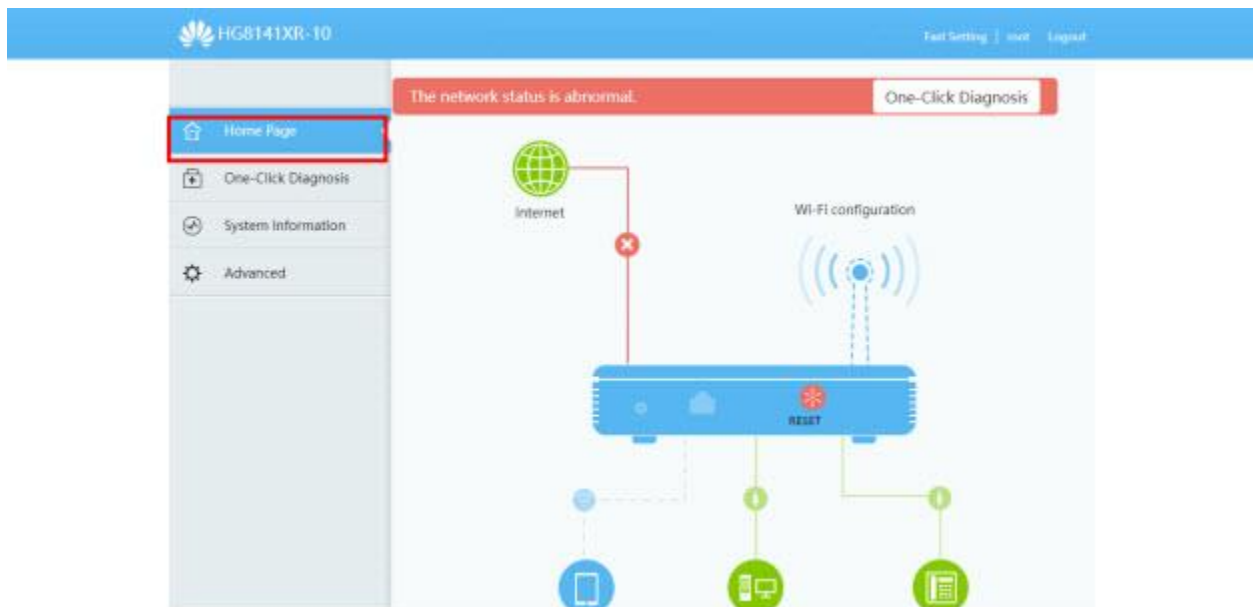 HG8141XR-10
Fast Setting | root Logout
The network status is abnormal.
One-Click Diagnosis
Home Page
One-Click Diagnosis
System Information
Advanced
Internet
Wi-Fi configuration
RESET